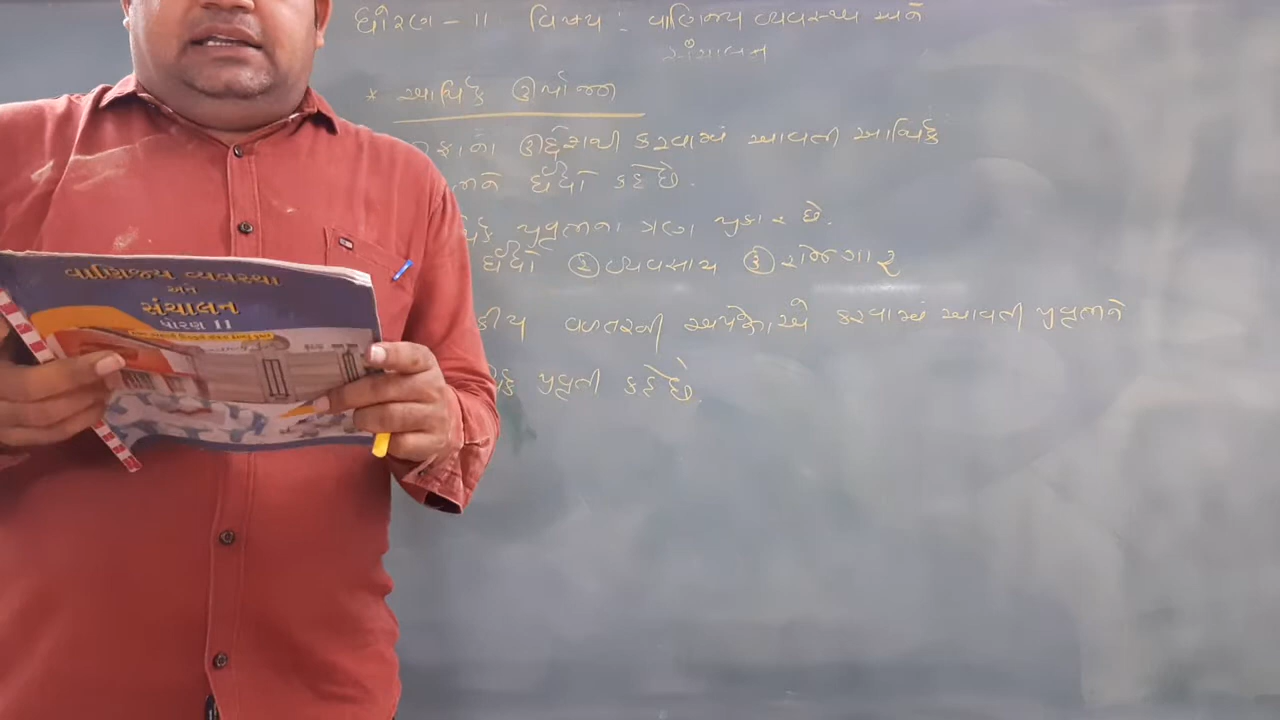 ધોરણ - 11 વિષય : વાણિજ્ય વ્યવસ્થા અને
સંચાલન
* આર્થિક
ઉદ્દેશથી કરવામાં આવતી આર્થિક
ધંધો કહે છે.
પ્રવૃત્તિના ત્રણ પ્રકાર છે.
ધંધો ② વ્યવસાય ③ રોજગાર
વળતરની અપેક્ષાએ કરવામાં આવતી પ્રવૃત્તિને
પ્રવૃત્તિ કહે છે.
વાણિજ્ય વ્યવસ્થા
અને
સંચાલન
ધોરણ 11